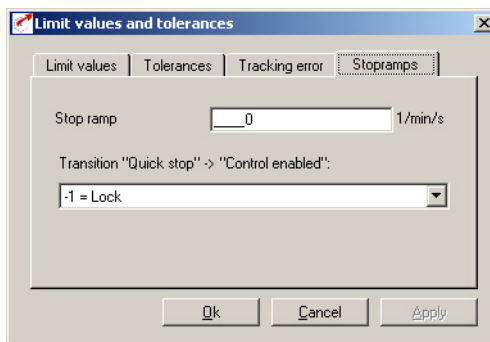 Limit values and tolerances
Limit values Tolerances Tracking error Stopramps
Stop ramp ____0 1/min/s
Transition "Quick stop" -> "Control enabled":
-1 = Lock
Ok Cancel Apply